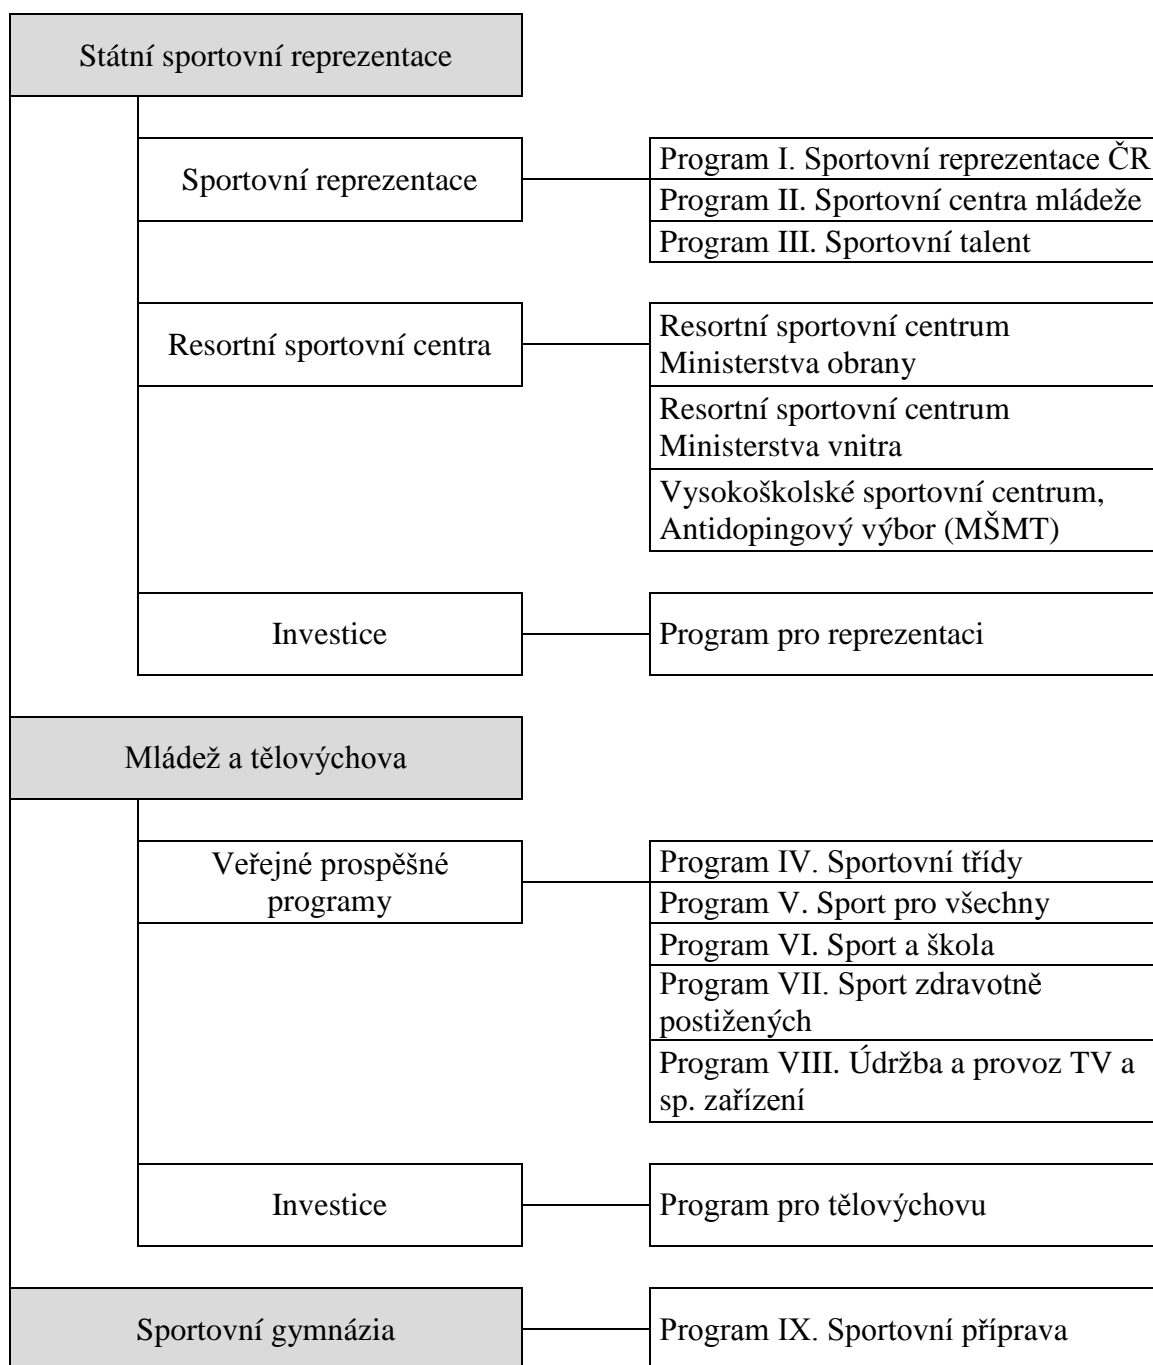 Státní sportovní reprezentace
Sportovní reprezentace
Program I. Sportovní reprezentace ČR
Program II. Sportovní centra mládeže
Program III. Sportovní talent
Resortní sportovní centra
Resortní sportovní centrum
Ministerstva obrany
Resortní sportovní centrum
Ministerstva vnitra
Vysokoškolské sportovní centrum,
Antidopingový výbor (MŠMT)
Investice
Program pro reprezentaci
Mládež a tělovýchova
Veřejné prospěšné
programy
Program IV. Sportovní třídy
Program V. Sport pro všechny
Program VI. Sport a škola
Program VII. Sport zdravotně
postižených
Program VIII. Údržba a provoz TV a
sp. zařízení
Investice
Program pro tělovýchovu
Sportovní gymnázia
Program IX. Sportovní příprava